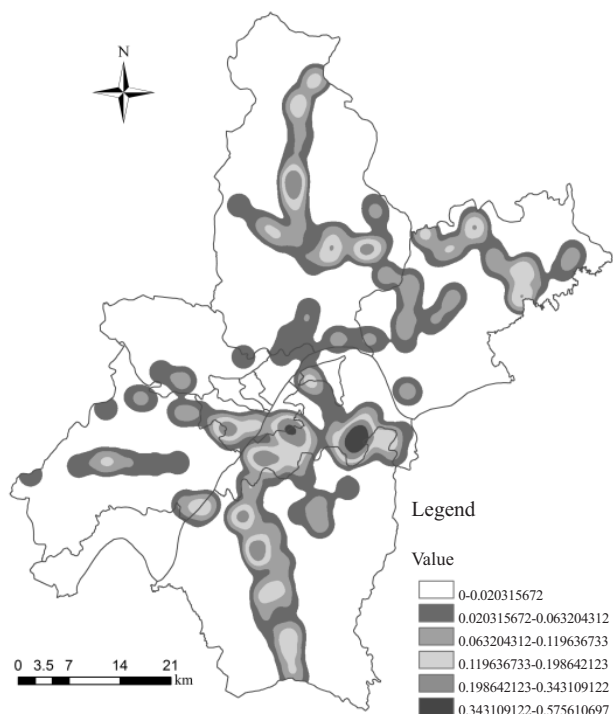 N
Legend
Value
0-0.020315672
0.020315672-0.063204312
0.063204312-0.119636733
0.119636733-0.198642123
0.198642123-0.343109122
0.343109122-0.575610697
0 3.5 7 14 21
km